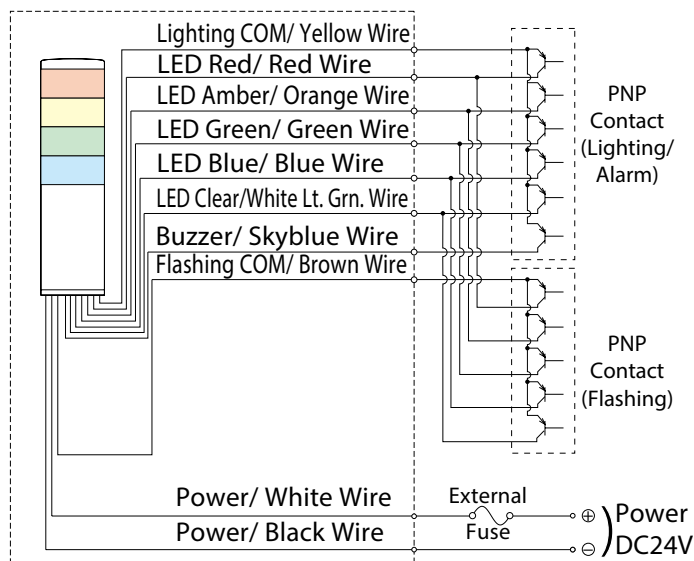 Lighting COM/ Yellow Wire
LED Red/ Red Wire
LED Amber/ Orange Wire
LED Green/ Green Wire
LED Blue/ Blue Wire
LED Clear/White Lt. Grn. Wire
Buzzer/ Skyblue Wire
Flashing COM/ Brown Wire
PNP
Contact
(Lighting/
Alarm)
PNP
Contact
(Flashing)
Power/ White Wire
Power/ Black Wire
External
Fuse
⊕
⊖
Power
DC24V